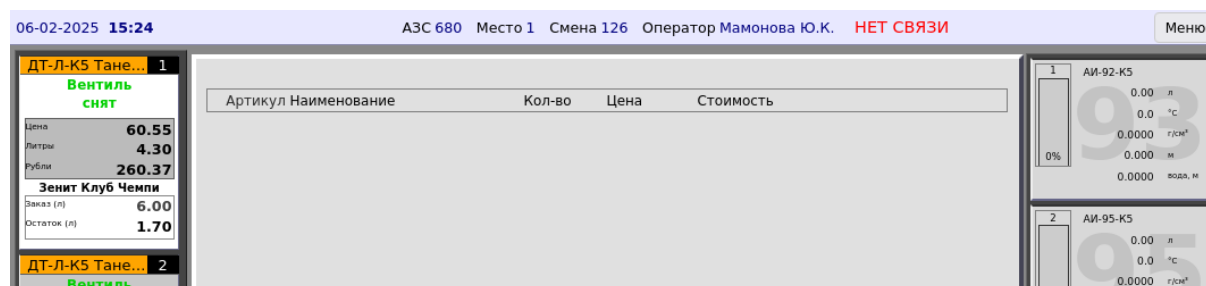 06-02-2025 15:24 АЗС 680 Место 1 Смена 126 Оператор Мамонова Ю.К. НЕТ СВЯЗИ Меню
ДТ-Л-К5 Тане... 1
Вентиль
снят
Цена 60.55
Литры 4.30
Рубли 260.37
Зенит Клуб Чемпи
Заказ (л) 6.00
Остаток (л) 1.70
ДТ-Л-К5 Тане... 2
Вентиль
Артикул Наименование Кол-во Цена Стоимость
1 АИ-92-К5
93
0.00 л
0.0 °C
0.0000 г/см³
0% 0.000 м
0.0000 вода, м
2 АИ-95-К5
95
0.00 л
0.0 °C
0.0000 г/см³